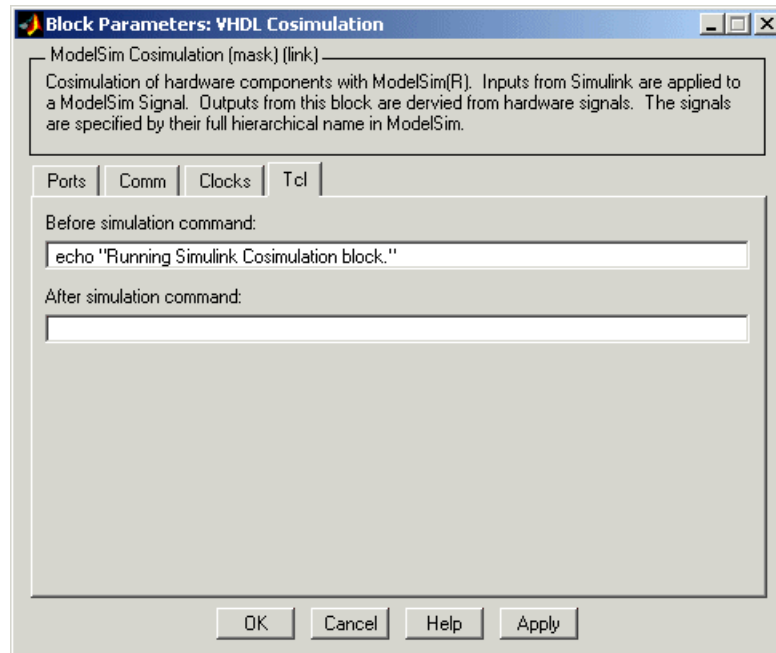 Block Parameters: VHDL Cosimulation
ModelSim Cosimulation (mask) (link)
Cosimulation of hardware components with ModelSim(R). Inputs from Simulink are applied to
a ModelSim Signal. Outputs from this block are dervied from hardware signals. The signals
are specified by their full hierarchical name in ModelSim.
Ports Comm Clocks Tcl
Before simulation command:
echo "Running Simulink Cosimulation block."
After simulation command:
OK Cancel Help Apply